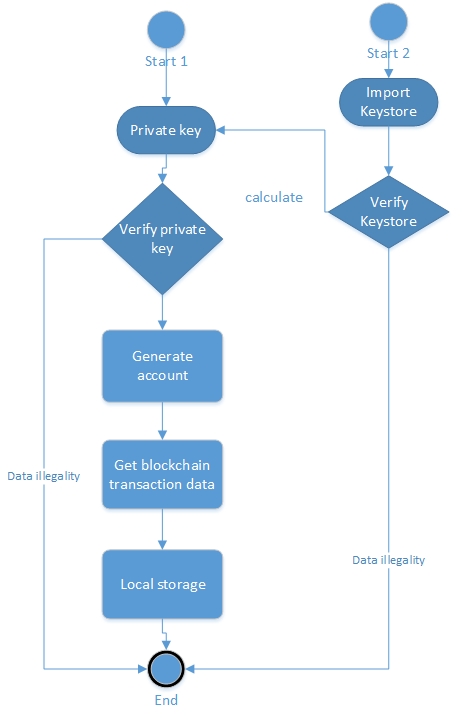 Start 1
Start 2
Import
Keystore
Private key
calculate
Verify
Keystore
Verify private
key
Generate
account
Get blockchain
transaction data
Data illegality
Data illegality
Local storage
End